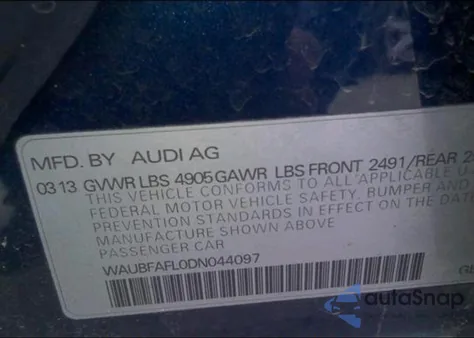 MFD. BY AUDI AG
03 13 GVWR LBS 4905 GAWR LBS FRONT 2491/REAR 2
THIS VEHICLE CONFORMS TO ALL APPLICABLE U
FEDERAL MOTOR VEHICLE SAFETY, BUMPER AND
PREVENTION STANDARDS IN EFFECT ON THE DA
MANUFACTURE SHOWN ABOVE
PASSENGER CAR
WAUBFAFL0DN044097
autoSnap